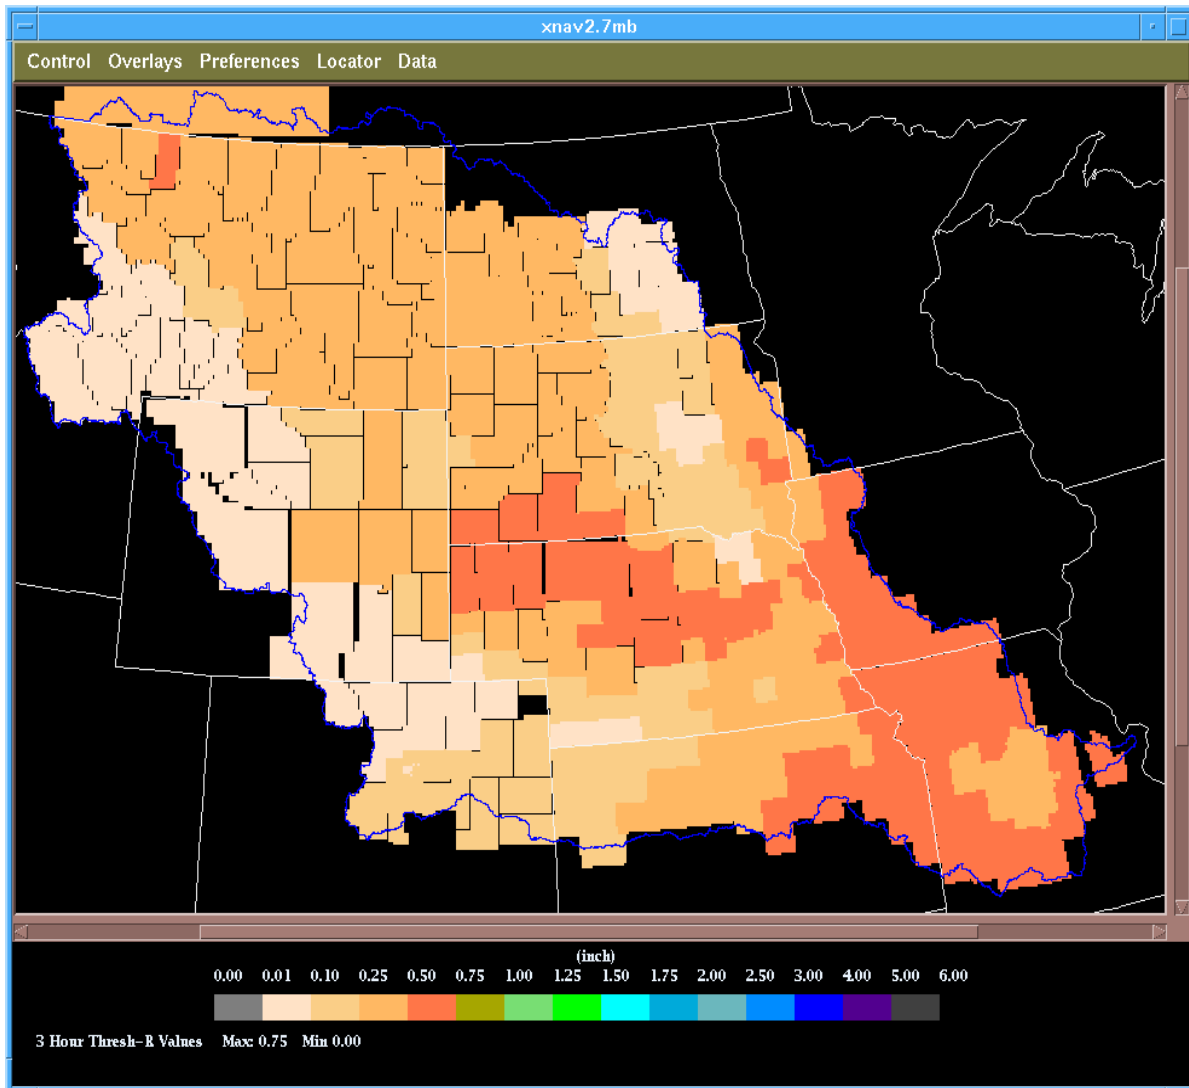 xnav2.7mb
Control Overlays Preferences Locator Data
(inch)
0.00 0.01 0.10 0.25 0.50 0.75 1.00 1.25 1.50 1.75 2.00 2.50 3.00 4.00 5.00 6.00
3 Hour Thresh-R Values Max: 0.75 Min 0.00